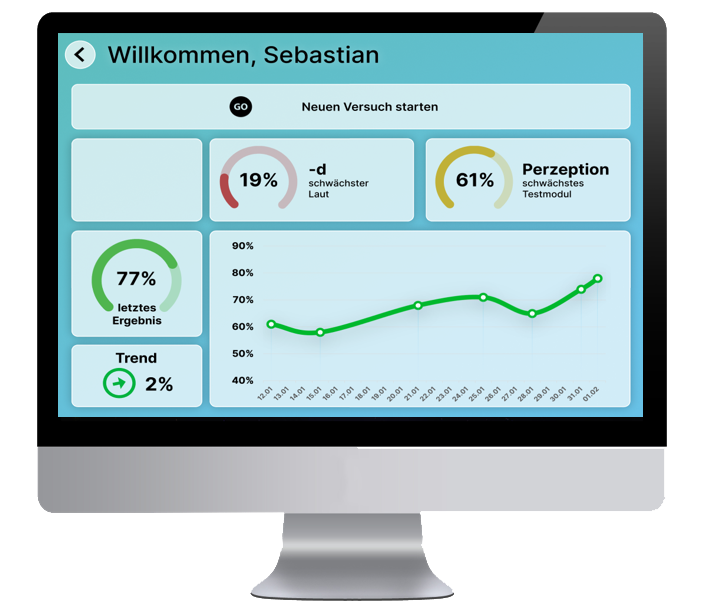 Willkommen, Sebastian
GO Neuen Versuch starten
19%
-d
schwächster
Laut
61%
Perzeption
schwächstes
Testmodul
77%
letztes
Ergebnis
Trend
2%
90%
80%
70%
60%
50%
40%
12.01 13.01 14.01 15.01 16.01 17.01 18.01 19.01 20.01 21.01 22.01 23.01 24.01 25.01 26.01 27.01 28.01 29.01 30.01 31.01 01.02